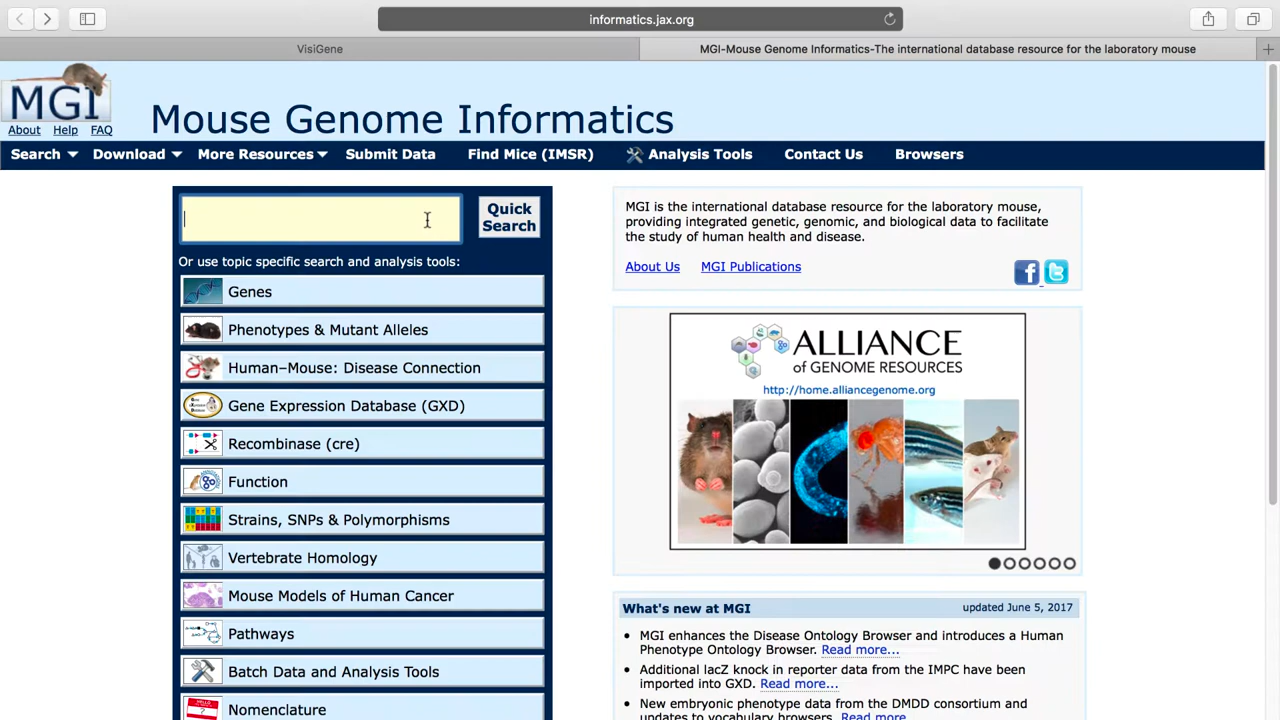 informatics.jax.org
VisiGene
MGI-Mouse Genome Informatics-The international database resource for the laboratory mouse
MGI
About Help FAQ
Mouse Genome Informatics
Search Download More Resources Submit Data Find Mice (IMSR) Analysis Tools Contact Us Browsers
Quick
Search
Or use topic specific search and analysis tools:
Genes
Phenotypes & Mutant Alleles
Human–Mouse: Disease Connection
Gene Expression Database (GXD)
Recombinase (cre)
Function
Strains, SNPs & Polymorphisms
Vertebrate Homology
Mouse Models of Human Cancer
Pathways
Batch Data and Analysis Tools
Nomenclature
MGI is the international database resource for the laboratory mouse,
providing integrated genetic, genomic, and biological data to facilitate
the study of human health and disease.
About Us MGI Publications
ALLIANCE
of GENOME RESOURCES
http://home.alliancegenome.org
What's new at MGI updated June 5, 2017
• MGI enhances the Disease Ontology Browser and introduces a Human
Phenotype Ontology Browser. Read more...
• Additional lacZ knock in reporter data from the IMPC have been
imported into GXD. Read more...
• New embryonic phenotype data from the DMDD consortium and
updates to vocabulary browsers. Read more